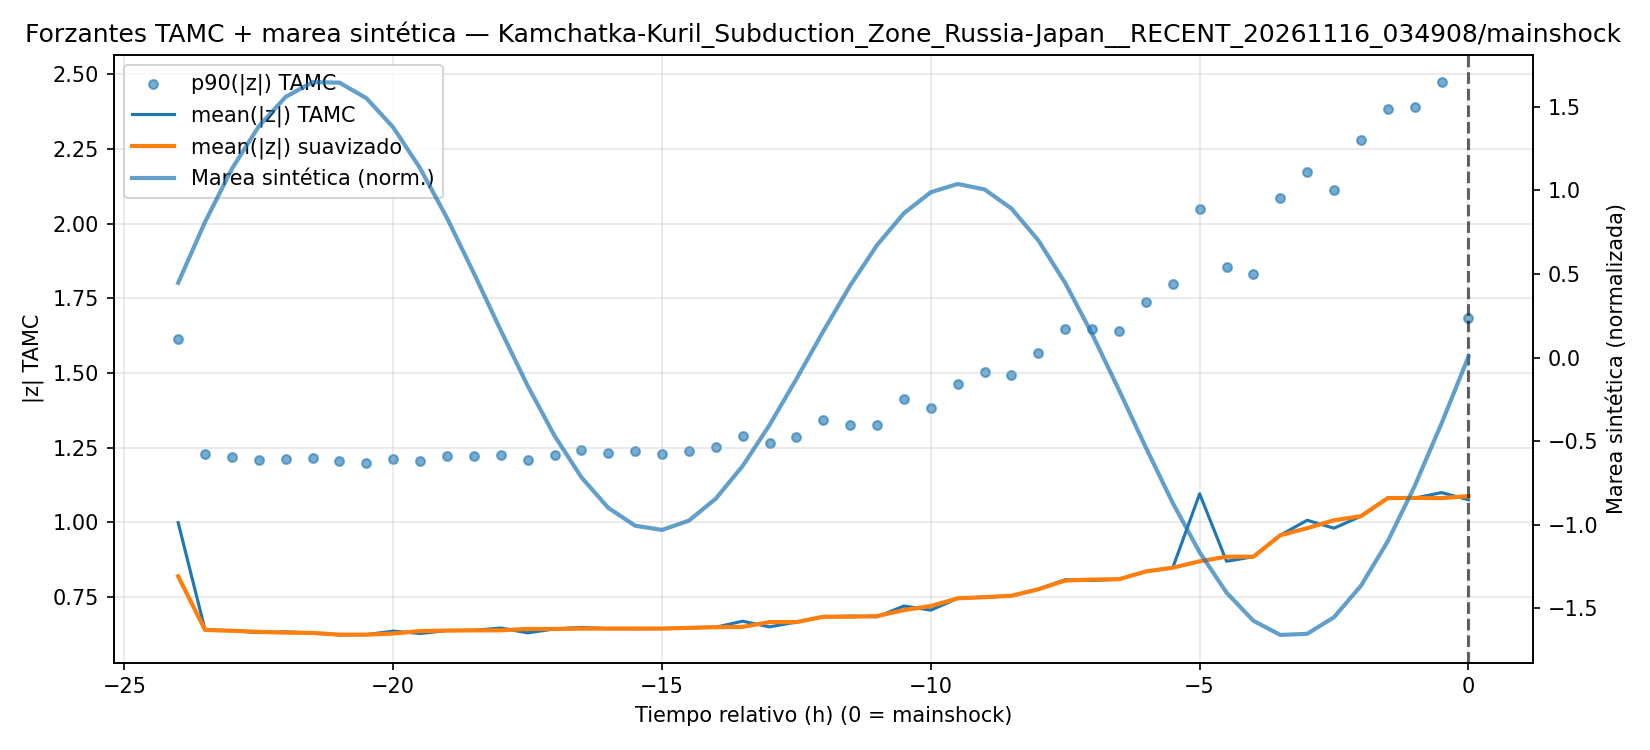 Forzantes TAMC + marea sintética — Kamchatka-Kuril_Subduction_Zone_Russia-Japan__RECENT_20261116_034908/mainshock
p90(|z|) TAMC
mean(|z|) TAMC
mean(|z|) suavizado
Marea sintética (norm.)
|z| TAMC
2.50
2.25
2.00
1.75
1.50
1.25
1.00
0.75
1.5
1.0
0.5
0.0
−0.5
−1.0
−1.5
Marea sintética (normalizada)
−25 −20 −15 −10 −5 0
Tiempo relativo (h) (0 = mainshock)